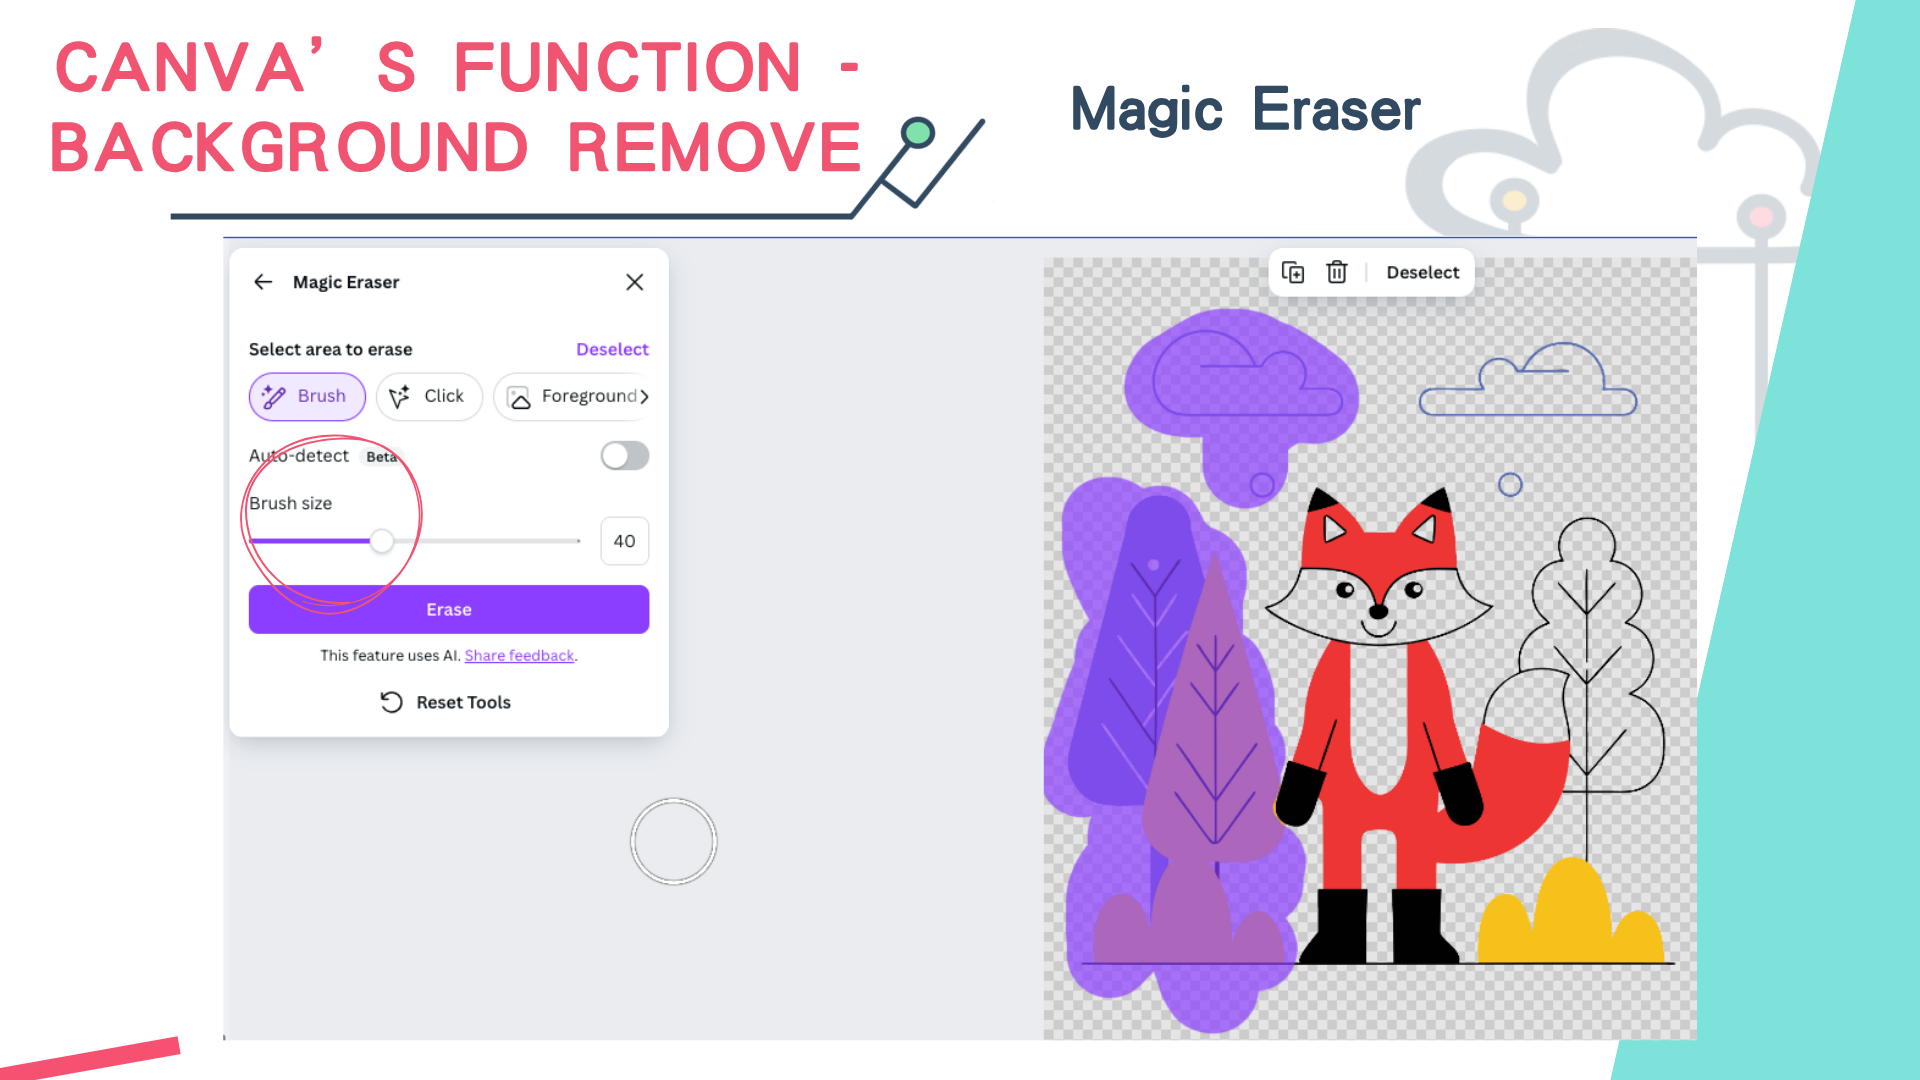 CANVA’S FUNCTION -
BACKGROUND REMOVE
Magic Eraser
Magic Eraser
Deselect
Select area to erase
Deselect
Brush
Click
Foreground
Auto-detect
Beta
Brush size
40
Erase
This feature uses AI. Share feedback.
Reset Tools